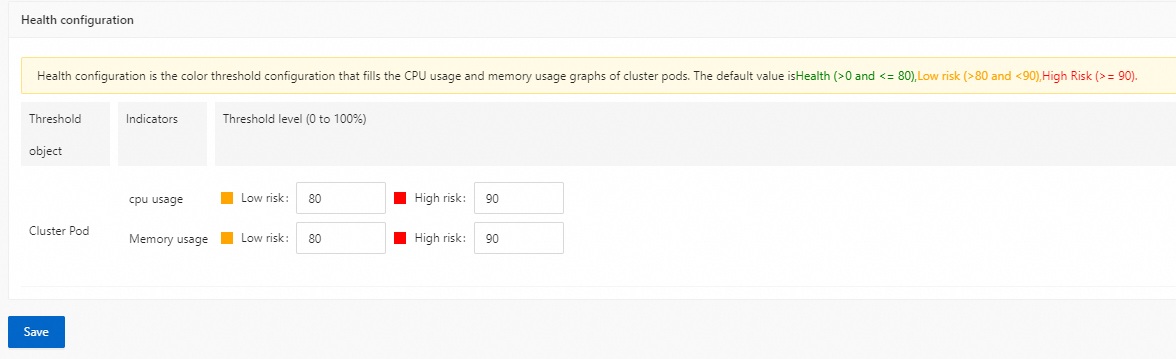 Health configuration
Health configuration is the color threshold configuration that fills the CPU usage and memory usage graphs of cluster pods. The default value isHealth (>0 and <= 80),Low risk (>80 and <90),High Risk (>= 90).
Threshold object
Indicators
Threshold level (0 to 100%)
Cluster Pod
cpu usage
Low risk: 80
High risk: 90
Memory usage
Low risk: 80
High risk: 90
Save